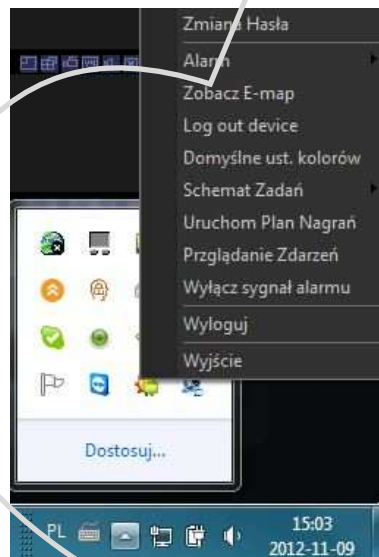 Zmiana Hasła
Alarm
Zobacz E-map
Log out device
Domyślne ust. kolorów
Schemat Zadań
Uruchom Plan Nagrań
Przglądanie Zdarzeń
Wyłącz sygnał alarmu
Wyloguj
Wyjście
Dostosuj...
PL
15:03
2012-11-09